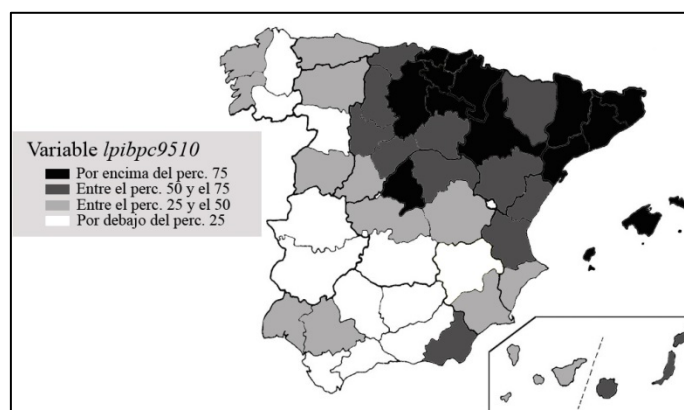 Variable lpibpc9510
Por encima del perc. 75
Entre el perc. 50 y el 75
Entre el perc. 25 y el 50
Por debajo del perc. 25